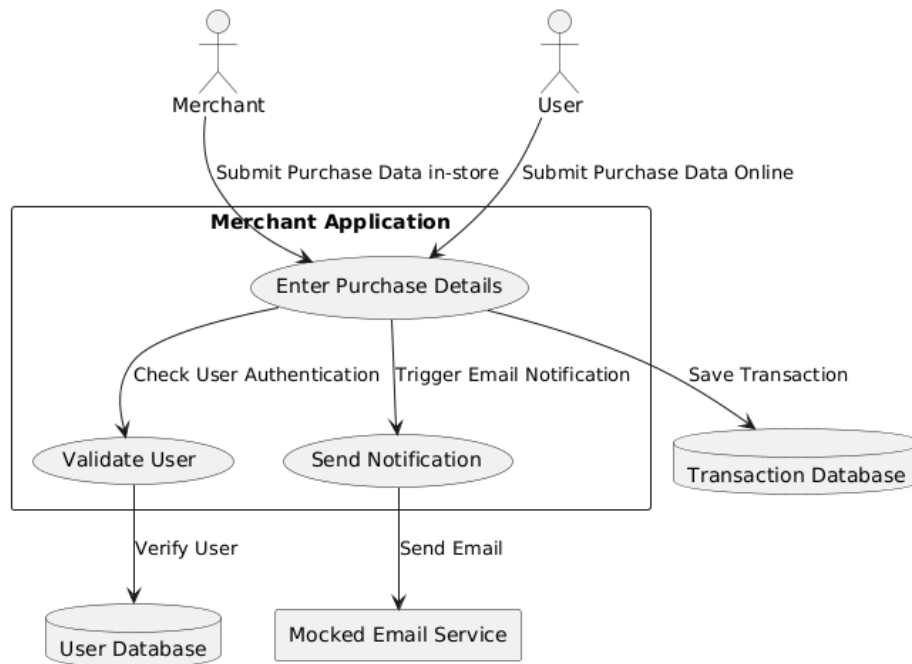 Merchant
User
Submit Purchase Data in-store
Submit Purchase Data Online
Merchant Application
Enter Purchase Details
Check User Authentication
Trigger Email Notification
Save Transaction
Validate User
Send Notification
Transaction Database
Verify User
Send Email
User Database
Mocked Email Service